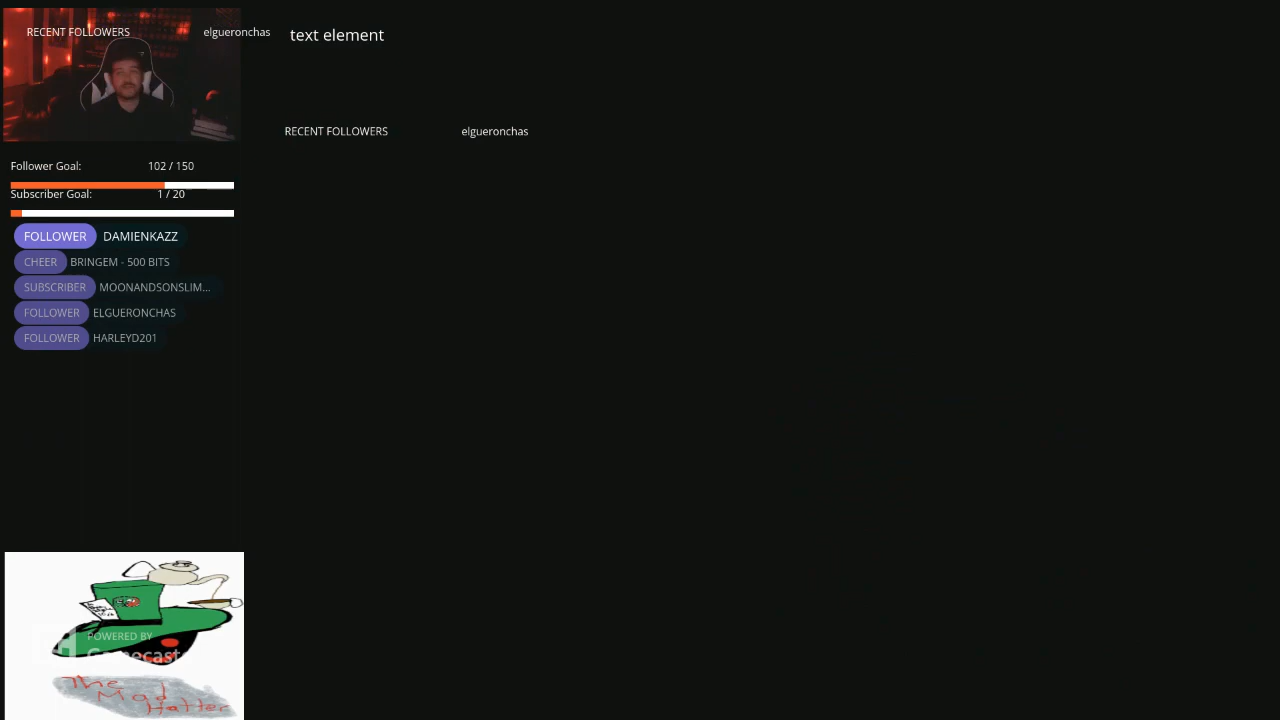 RECENT FOLLOWERS elgueronchas
text element
RECENT FOLLOWERS elgueronchas
Follower Goal: 102 / 150
Subscriber Goal: 1 / 20
FOLLOWER DAMIENKAZZ
CHEER BRINGEM - 500 BITS
SUBSCRIBER MOONANDSONSLIM...
FOLLOWER ELGUERONCHAS
FOLLOWER HARLEYD201
POWERED BY
Gamecaste
The
Mad
Hatter